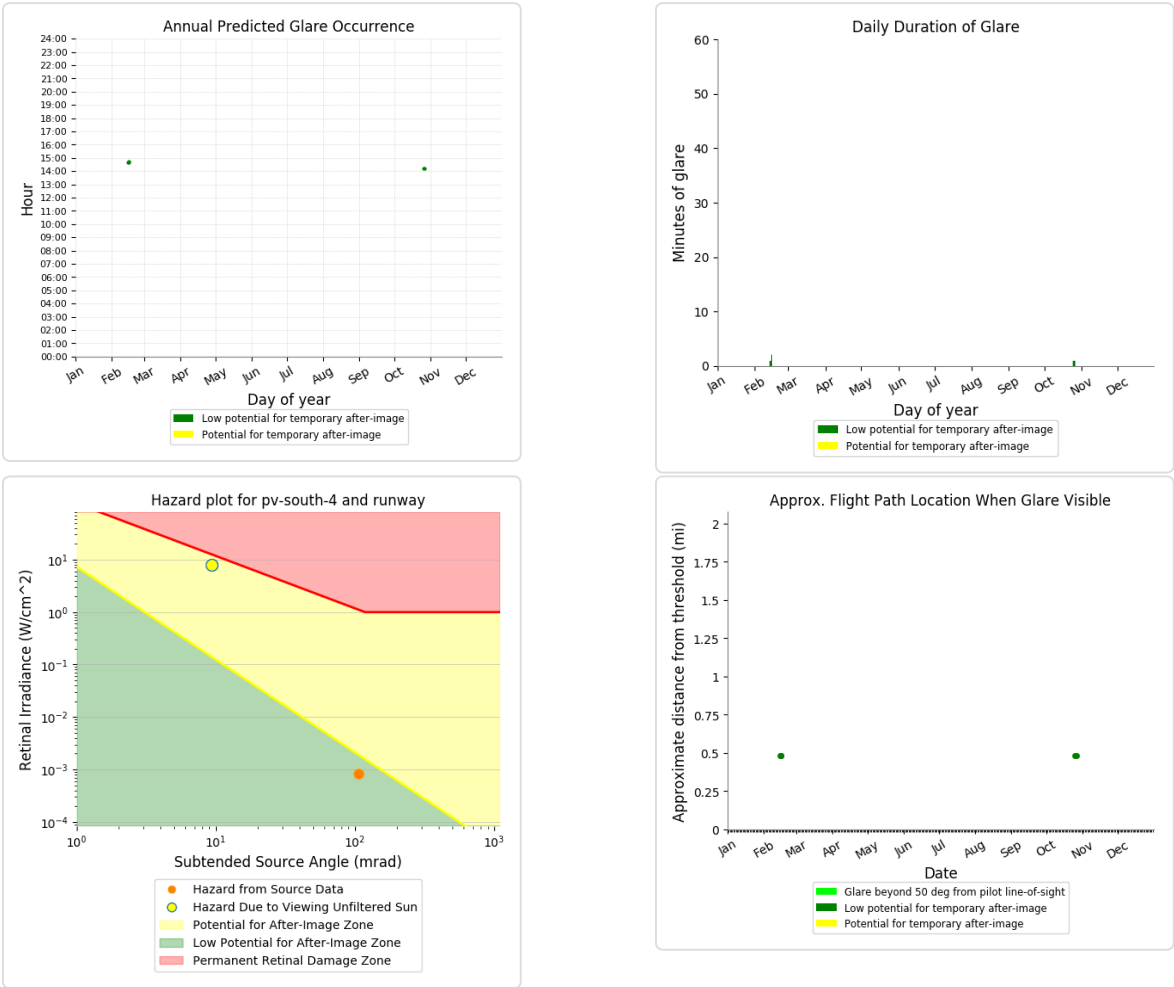 Annual Predicted Glare Occurrence
24:00
23:00
22:00
21:00
20:00
19:00
18:00
17:00
16:00
15:00
14:00
13:00
12:00
11:00
10:00
09:00
08:00
07:00
06:00
05:00
04:00
03:00
02:00
01:00
00:00
Hour
Jan Feb Mar Apr May Jun Jul Aug Sep Oct Nov Dec
Day of year
Low potential for temporary after-image
Potential for temporary after-image
Daily Duration of Glare
60
50
40
30
20
10
0
Minutes of glare
Jan Feb Mar Apr May Jun Jul Aug Sep Oct Nov Dec
Day of year
Low potential for temporary after-image
Potential for temporary after-image
Hazard plot for pv-south-4 and runway
10^1
10^0
10^-1
10^-2
10^-3
10^-4
Retinal Irradiance (W/cm^2)
10^0 10^1 10^2 10^3
Subtended Source Angle (mrad)
Hazard from Source Data
Hazard Due to Viewing Unfiltered Sun
Potential for After-Image Zone
Low Potential for After-Image Zone
Permanent Retinal Damage Zone
Approx. Flight Path Location When Glare Visible
2
1.75
1.5
1.25
1
0.75
0.5
0.25
0
Approximate distance from threshold (mi)
Jan Feb Mar Apr May Jun Jul Aug Sep Oct Nov Dec
Date
Glare beyond 50 deg from pilot line-of-sight
Low potential for temporary after-image
Potential for temporary after-image